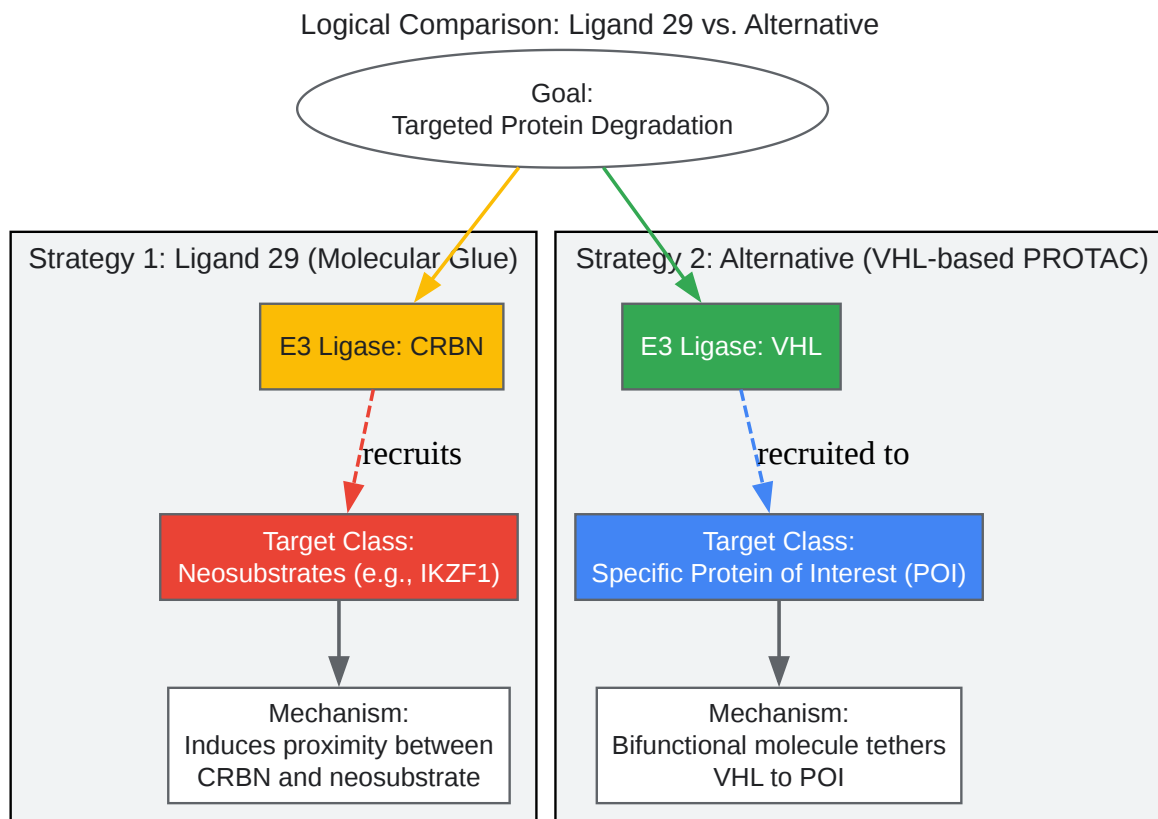 Logical Comparison: Ligand 29 vs. Alternative
Goal:
Targeted Protein Degradation
Strategy 1: Ligand 29 (Molecular Glue)
E3 Ligase: CRBN
recruits
Target Class:
Neosubstrates (e.g., IKZF1)
Mechanism:
Induces proximity between
CRBN and neosubstrate
Strategy 2: Alternative (VHL-based PROTAC)
E3 Ligase: VHL
recruited to
Target Class:
Specific Protein of Interest (POI)
Mechanism:
Bifunctional molecule tethers
VHL to POI